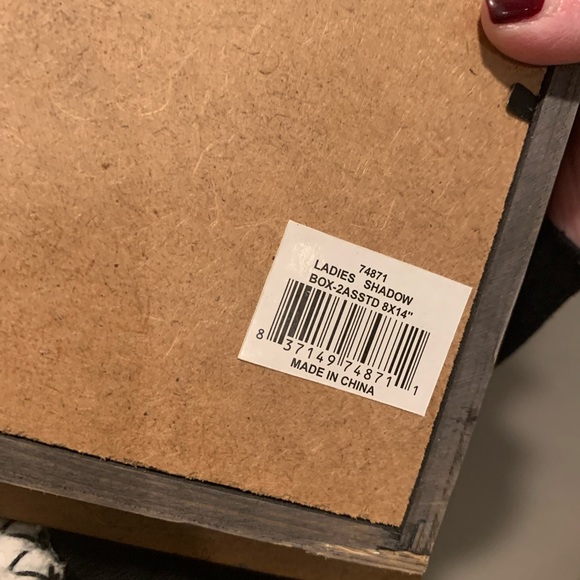 74871
LADIES SHADOW
BOX-2ASSTD 8X14"
8 37149 74871 1
MADE IN CHINA